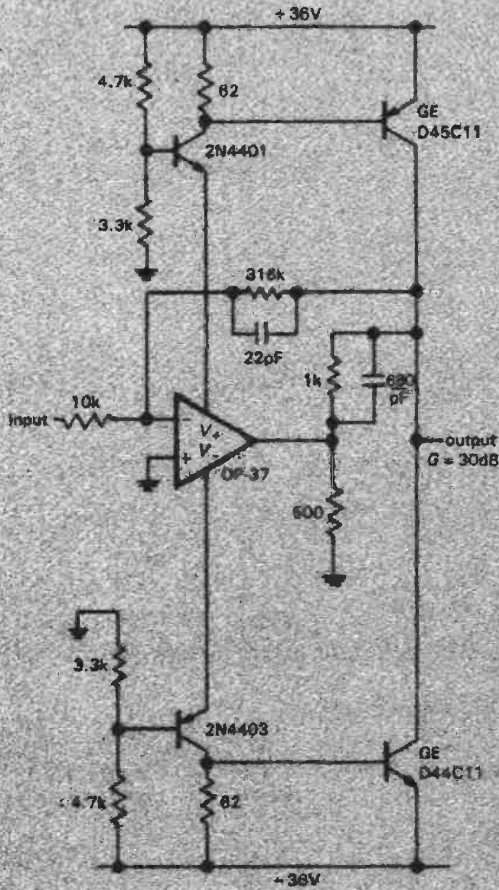 +36V
4.7k
62
GE
D45C11
2N4401
3.3k
316k
22pF
1k
680
pF
10k
input
−
V+
+
V−
OP-37
output
G = 30dB
500
3.3k
2N4403
GE
D44C11
4.7k
62
−36V